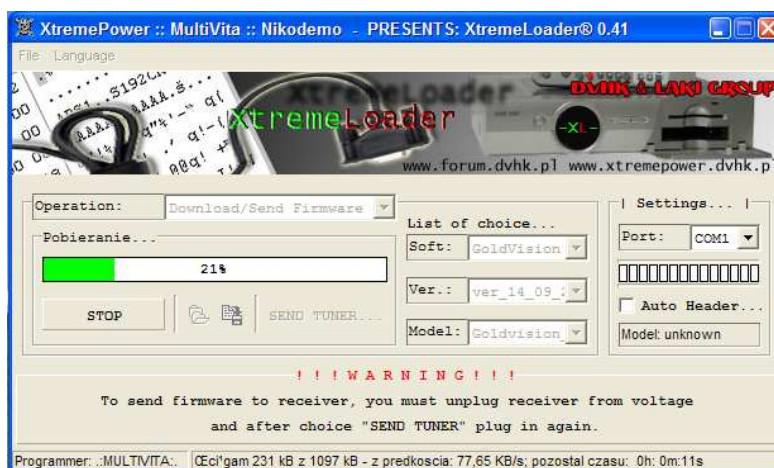 XtremePower :: MultiVita :: Nikodemo - PRESENTS: XtremeLoader® 0.41
File Language
XtremeLoader
DVHK & LAKI GROUP
-XL-
www.forum.dvhk.pl www.xtremepower.dvhk.p
Operation: Download/Send Firmware
Pobieranie...
21%
STOP
SEND TUNER...
List of choice...
Soft: GoldVision
Ver.: ver_14_09_
Model: Goldvision_
| Settings... |
Port: COM1
Auto Header...
Model: unknown
! ! ! W A R N I N G ! ! !
To send firmware to receiver, you must unplug receiver from voltage
and after choice "SEND TUNER" plug in again.
Programmer: .:MULTIVITA:. Œci¹gam 231 kB z 1097 kB - z predkoscia: 77,65 KB/s; pozostal czasu: 0h: 0m:11s